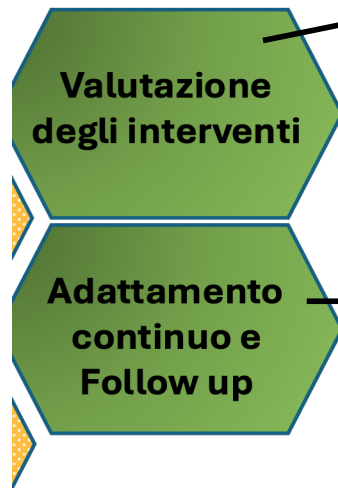 Valutazione
degli interventi
Adattamento
continuo e
Follow up